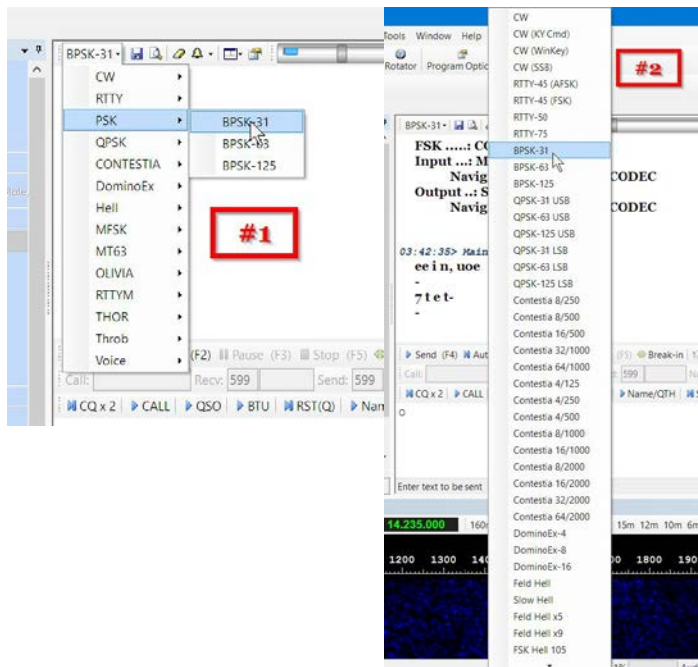 BPSK-31
CW
RTTY
PSK
QPSK
CONTESTIA
DominoEx
Hell
MFSK
MT63
OLIVIA
RTTYM
THOR
Throb
Voice
BPSK-31
BPSK-63
BPSK-125
#1
(F2) Pause (F3) Stop (F5)
Call: Recv: 599 Send: 599
CQ x 2 CALL QSO BTU RST(Q) Nam
Tools Window Help
Rotator Program Optic
#2
BPSK-31
FSK .....: CO
Input ...: M
Navig CODEC
Output ..: S
Navig CODEC
03:42:35> Main
ee i n, uoe
-
7 t e t-
-
Send (F4) Aut (F5) Break-in
Call: 599
CQ x 2 CALL Name/QTH
o
Enter text to be sent
14.235.000 160 15m 12m 10m 6m
1200 1300 140 00 1800 190
CW
CW (KY Cmd)
CW (WinKey)
CW (SSB)
RTTY-45 (AFSK)
RTTY-45 (FSK)
RTTY-50
RTTY-75
BPSK-31
BPSK-63
BPSK-125
QPSK-31 USB
QPSK-63 USB
QPSK-125 USB
QPSK-31 LSB
QPSK-63 LSB
QPSK-125 LSB
Contestia 8/250
Contestia 8/500
Contestia 16/500
Contestia 32/1000
Contestia 64/1000
Contestia 4/125
Contestia 4/250
Contestia 4/500
Contestia 8/1000
Contestia 16/1000
Contestia 8/2000
Contestia 16/2000
Contestia 32/2000
Contestia 64/2000
DominoEx-4
DominoEx-8
DominoEx-16
Feld Hell
Slow Hell
Feld Hell x5
Feld Hell x9
FSK Hell 105